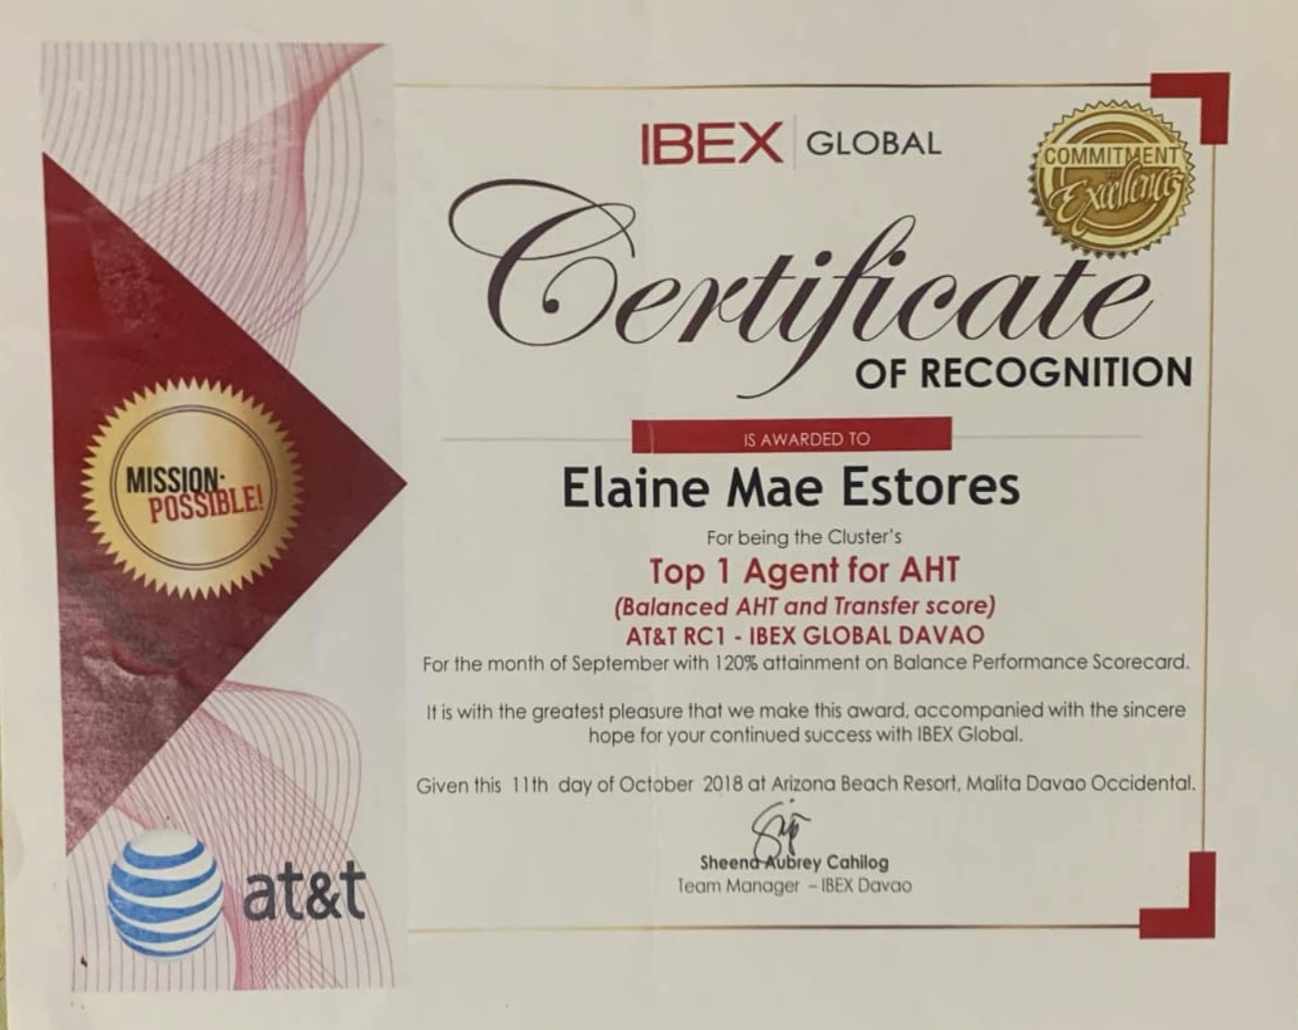 IBEX GLOBAL
COMMITMENT
TO
Excellence
Certificate
OF RECOGNITION
IS AWARDED TO
Elaine Mae Estores
For being the Cluster's
Top 1 Agent for AHT
(Balanced AHT and Transfer score)
AT&T RC1 - IBEX GLOBAL DAVAO
For the month of September with 120% attainment on Balance Performance Scorecard.
It is with the greatest pleasure that we make this award, accompanied with the sincere
hope for your continued success with IBEX Global.
Given this 11th day of October 2018 at Arizona Beach Resort, Malita Davao Occidental.
Sheena Aubrey Cahilog
Team Manager – IBEX Davao
MISSION:
POSSIBLE!
at&t